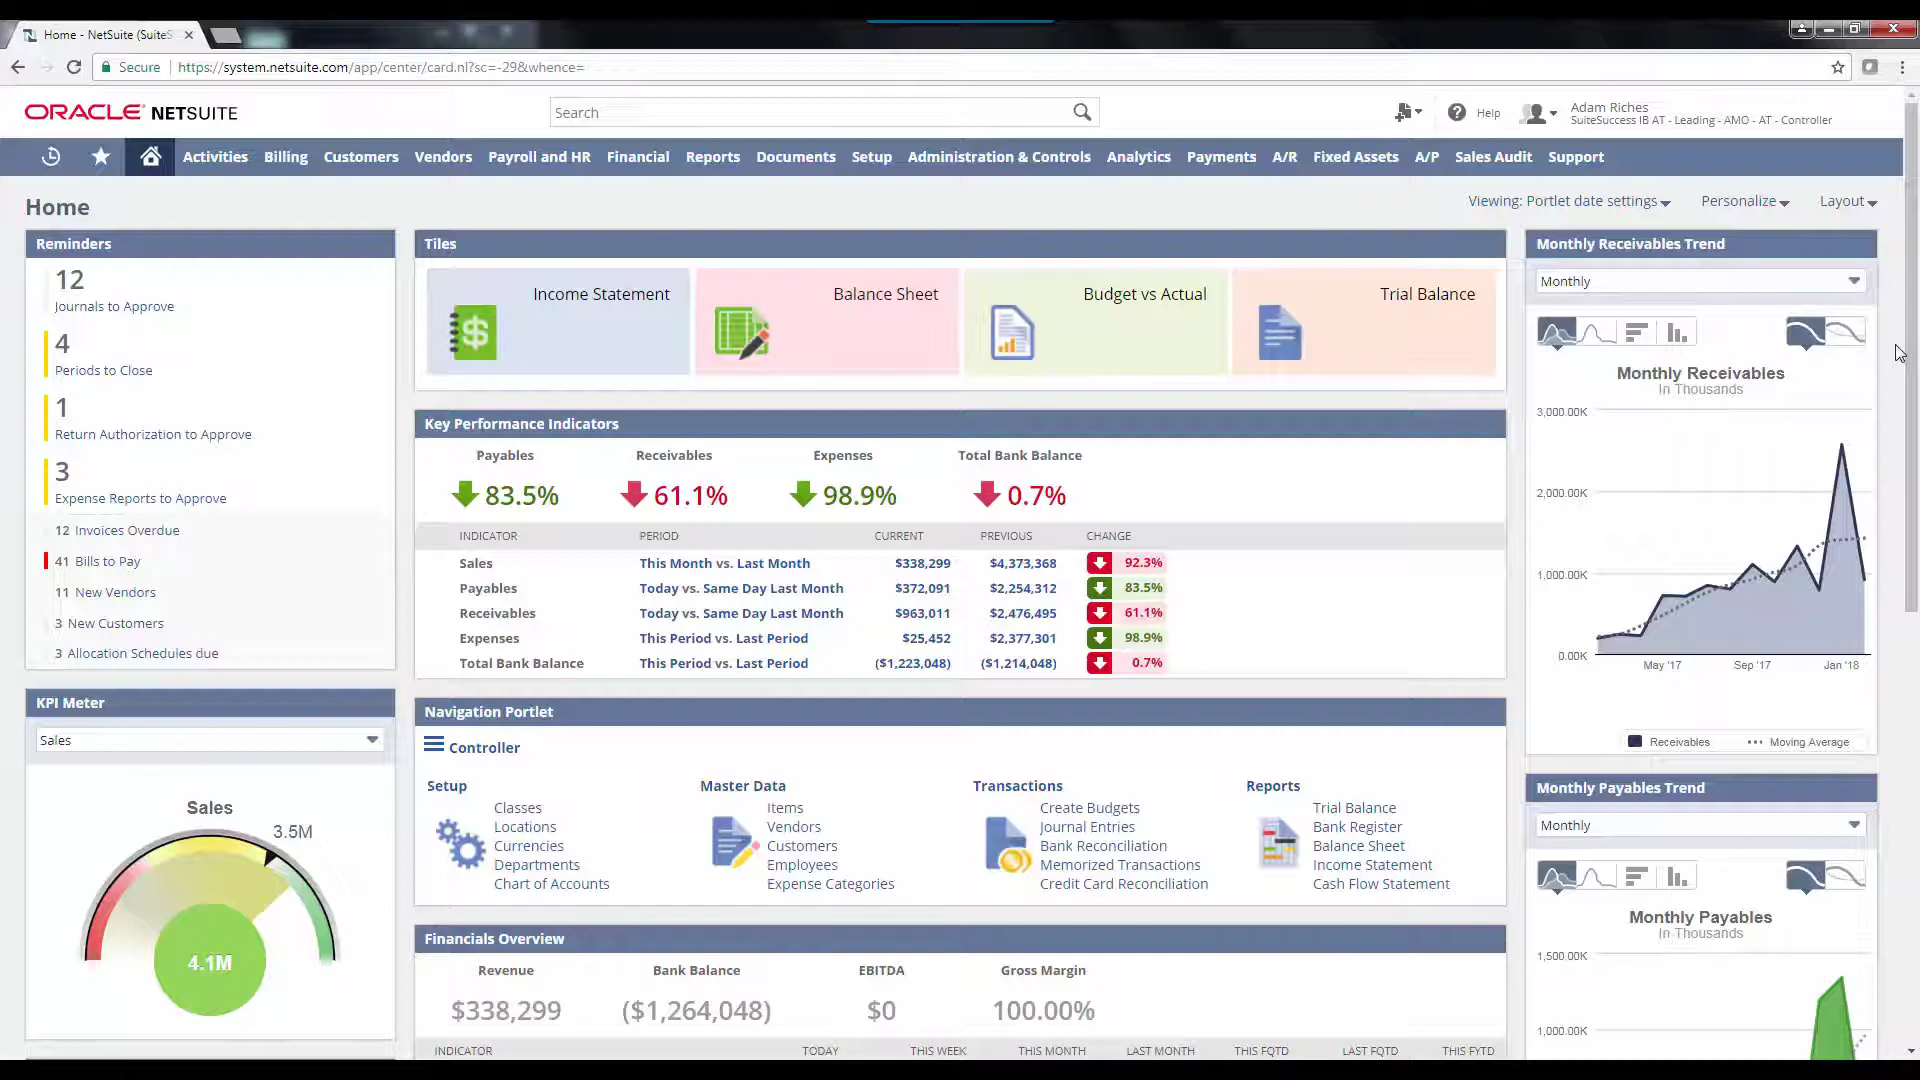 Home - NetSuite (SuiteS
Secure https://system.netsuite.com/app/center/card.nl?sc=-29&whence=
ORACLE NETSUITE
Search
Help
Adam Riches
SuiteSuccess IB AT - Leading - AMO - AT - Controller
Activities Billing Customers Vendors Payroll and HR Financial Reports Documents Setup Administration & Controls Analytics Payments A/R Fixed Assets A/P Sales Audit Support
Home
Viewing: Portlet date settings Personalize Layout
Reminders
12
Journals to Approve
4
Periods to Close
1
Return Authorization to Approve
3
Expense Reports to Approve
12 Invoices Overdue
41 Bills to Pay
11 New Vendors
3 New Customers
3 Allocation Schedules due
KPI Meter
Sales
Sales
3.5M
4.1M
Tiles
Income Statement Balance Sheet Budget vs Actual Trial Balance
Key Performance Indicators
Payables Receivables Expenses Total Bank Balance
83.5% 61.1% 98.9% 0.7%
INDICATOR PERIOD CURRENT PREVIOUS CHANGE
Sales This Month vs. Last Month $338,299 $4,373,368 92.3%
Payables Today vs. Same Day Last Month $372,091 $2,254,312 83.5%
Receivables Today vs. Same Day Last Month $963,011 $2,476,495 61.1%
Expenses This Period vs. Last Period $25,452 $2,377,301 98.9%
Total Bank Balance This Period vs. Last Period ($1,223,048) ($1,214,048) 0.7%
Navigation Portlet
Controller
Setup
Classes
Locations
Currencies
Departments
Chart of Accounts
Master Data
Items
Vendors
Customers
Employees
Expense Categories
Transactions
Create Budgets
Journal Entries
Bank Reconciliation
Memorized Transactions
Credit Card Reconciliation
Reports
Trial Balance
Bank Register
Balance Sheet
Income Statement
Cash Flow Statement
Financials Overview
Revenue Bank Balance EBITDA Gross Margin
$338,299 ($1,264,048) $0 100.00%
INDICATOR TODAY THIS WEEK THIS MONTH LAST MONTH THIS FQTD LAST FQTD THIS FYTD
Monthly Receivables Trend
Monthly
Monthly Receivables
In Thousands
3,000.00K
2,000.00K
1,000.00K
0.00K
May '17 Sep '17 Jan '18
Receivables Moving Average
Monthly Payables Trend
Monthly
Monthly Payables
In Thousands
1,500.00K
1,000.00K